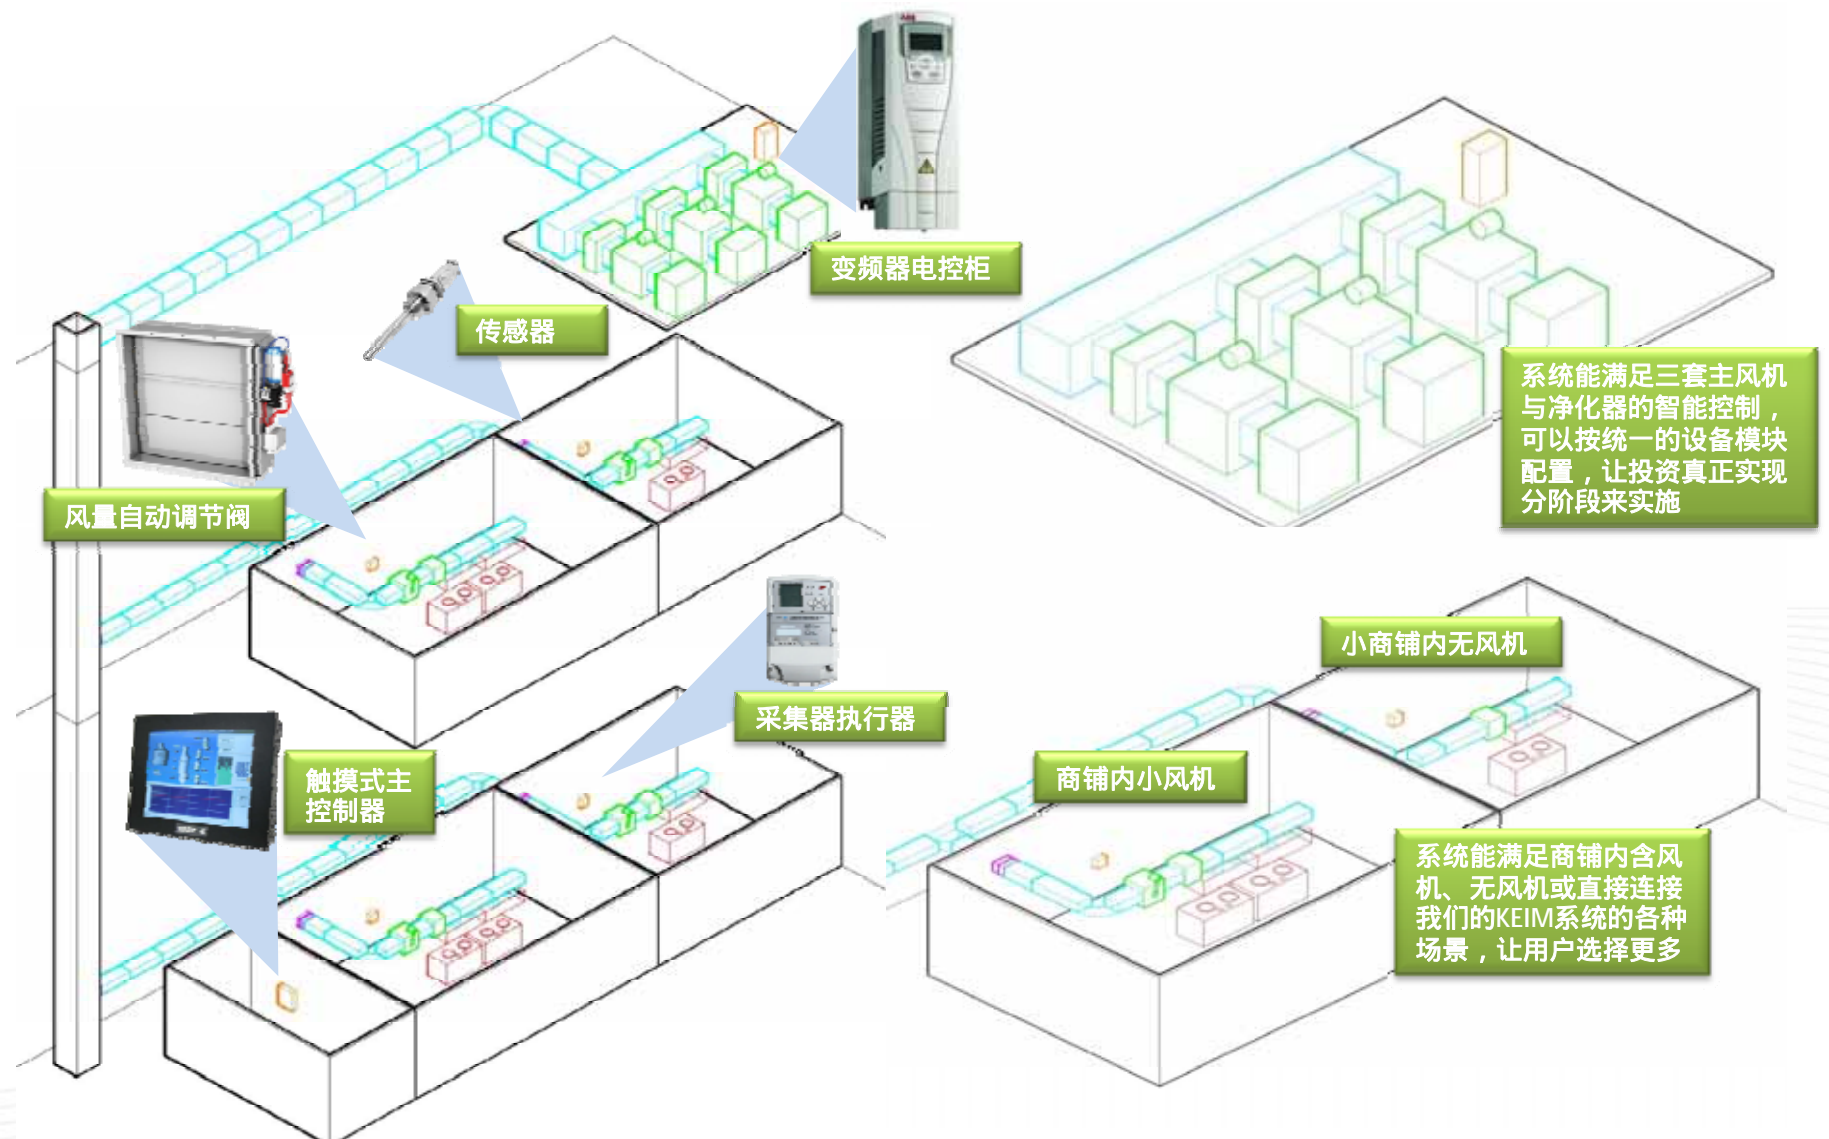 ABB
变频器电控柜
传感器
系统能满足三套主风机
与净化器的智能控制，
可以按统一的设备模块
配置，让投资真正实现
分阶段来实施
风量自动调节阀
小商铺内无风机
采集器执行器
触摸式主
控制器
商铺内小风机
系统能满足商铺内含风
机、无风机或直接连接
我们的KEIM系统的各种
场景，让用户选择更多